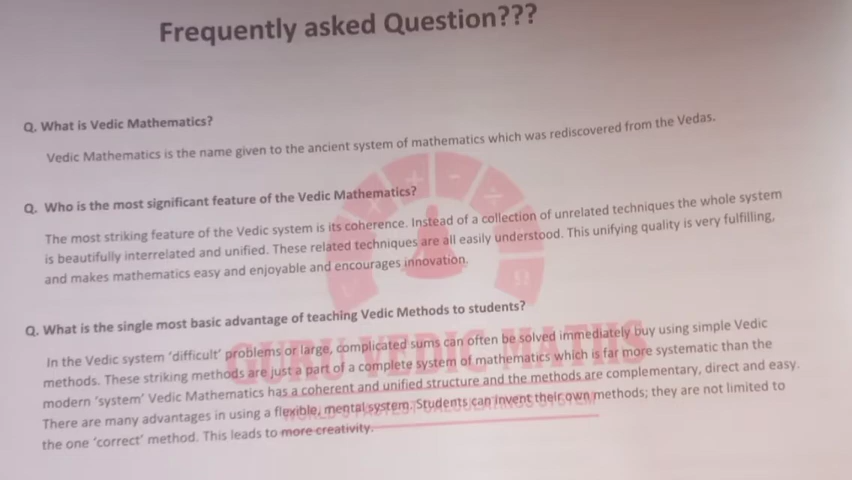 Frequently asked Question???
Q. What is Vedic Mathematics?
Vedic Mathematics is the name given to the ancient system of mathematics which was rediscovered from the Vedas.
Q. Who is the most significant feature of the Vedic Mathematics?
The most striking feature of the Vedic system is its coherence. Instead of a collection of unrelated techniques the whole system
is beautifully interrelated and unified. These related techniques are all easily understood. This unifying quality is very fulfilling,
and makes mathematics easy and enjoyable and encourages innovation.
Q. What is the single most basic advantage of teaching Vedic Methods to students?
In the Vedic system ‘difficult’ problems or large, complicated sums can often be solved immediately buy using simple Vedic
methods. These striking methods are just a part of a complete system of mathematics which is far more systematic than the
modern ‘system’ Vedic Mathematics has a coherent and unified structure and the methods are complementary, direct and easy.
There are many advantages in using a flexible, mental system. Students can invent their own methods; they are not limited to
the one ‘correct’ method. This leads to more creativity.
GURU VEDIC MATHS
WORLD'S FASTEST CALCULATING SYSTEM